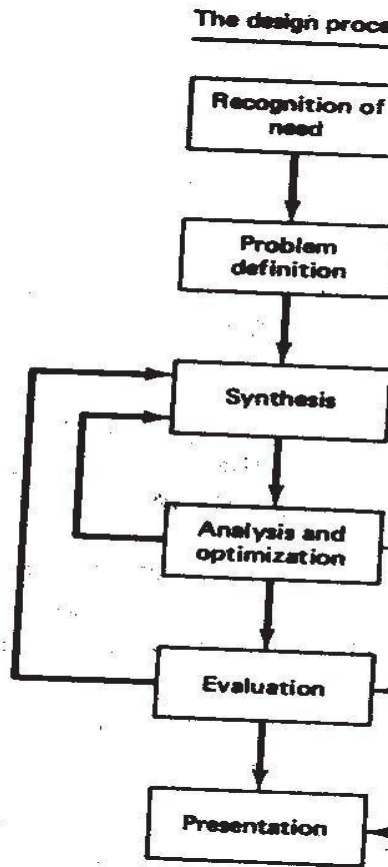 The design proce
Recognition of
need
Problem
definition
Synthesis
Analysis and
optimization
Evaluation
Presentation